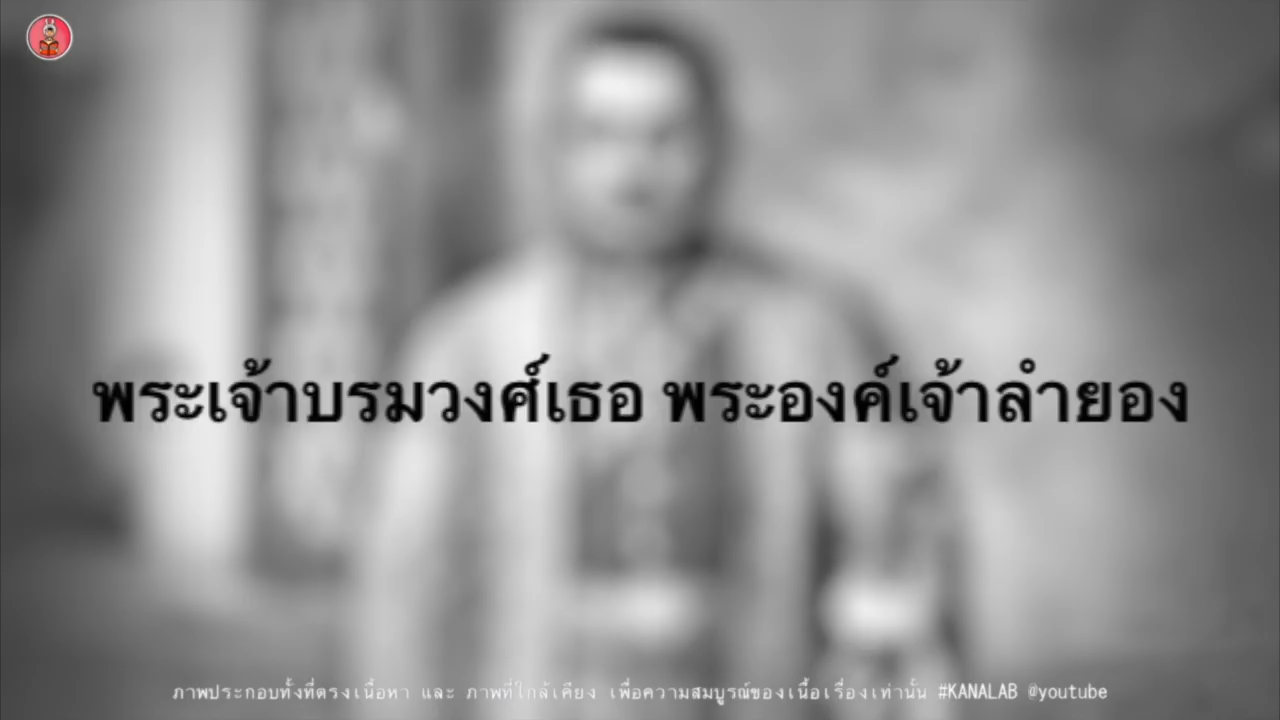 พระเจ้าบรมวงศ์เธอ พระองค์เจ้าลำยอง
ภาพประกอบทั้งที่ตรงเนื้อหา และ ภาพที่ใกล้เคียง เพื่อความสมบูรณ์ของเนื้อเรื่องเท่านั้น #KANALAB @youtube